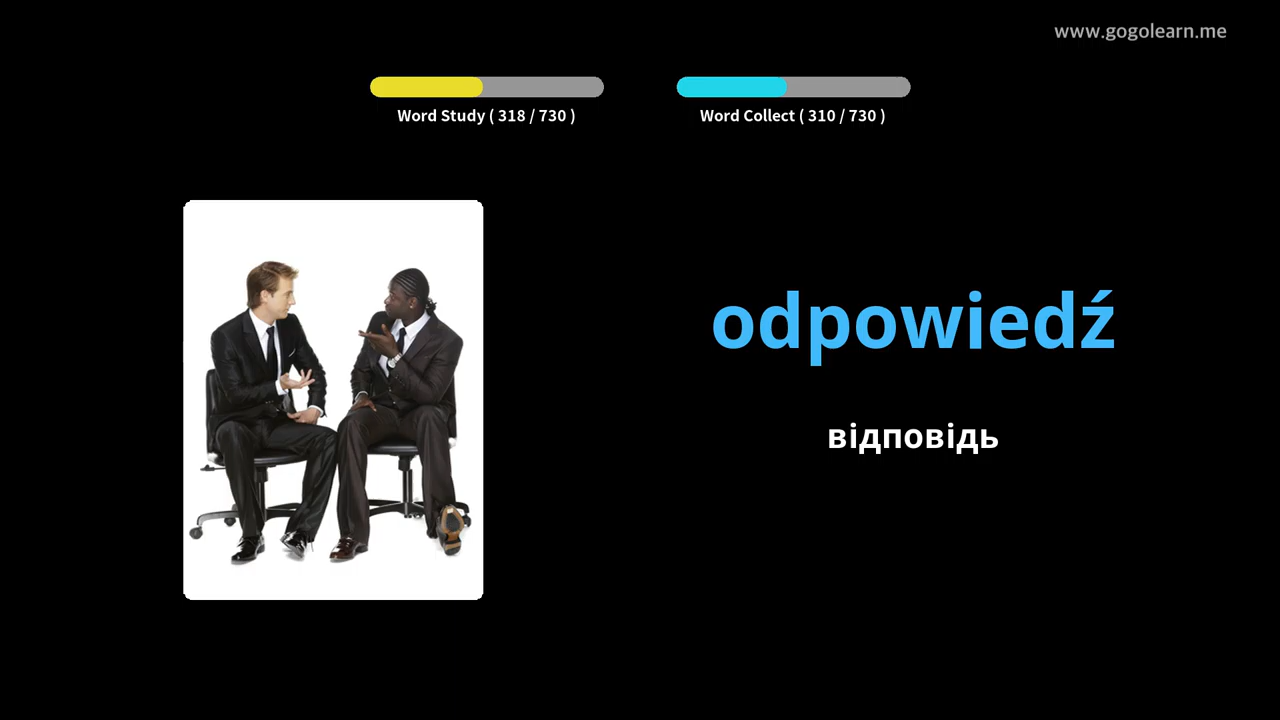 www.gogolearn.me
Word Study ( 318 / 730 )
Word Collect ( 310 / 730 )
odpowiedź
відповідь